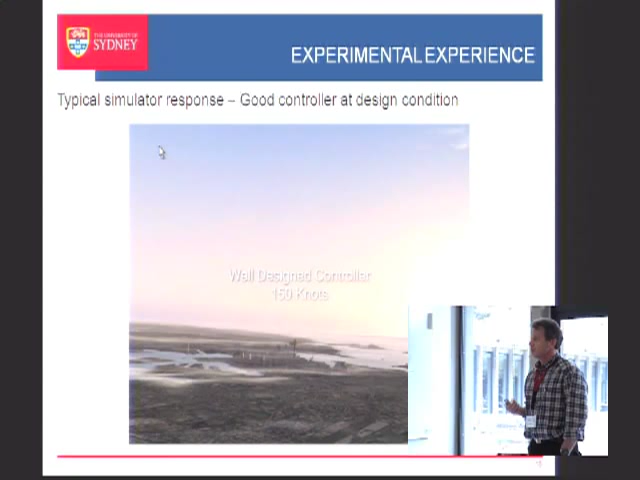 THE UNIVERSITY OF
SYDNEY
EXPERIMENTAL EXPERIENCE
Typical simulator response – Good controller at design condition
Well Designed Controller
150 Knots